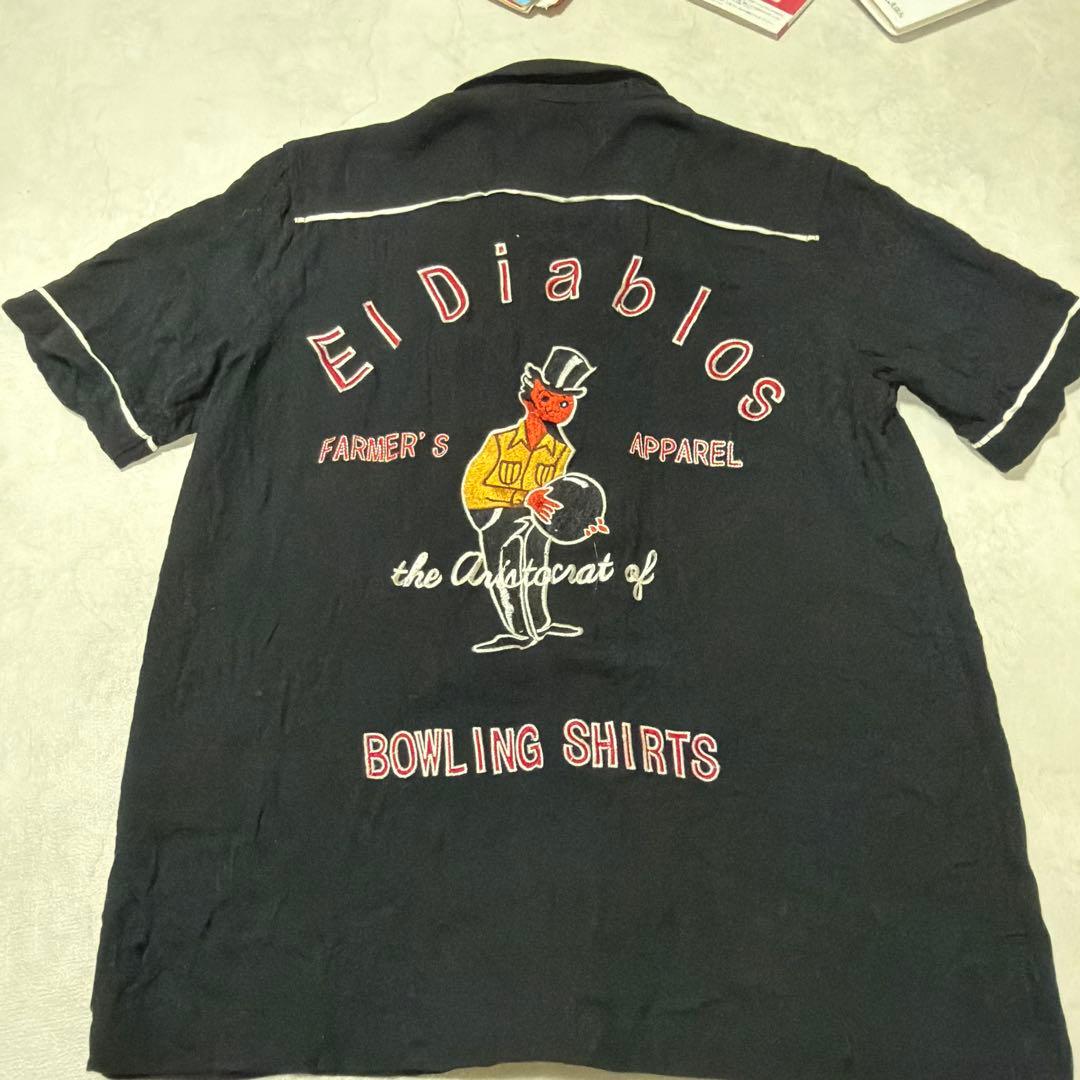 El Diablos
FARMER'S APPAREL
the Aristocrat of
BOWLING SHIRTS